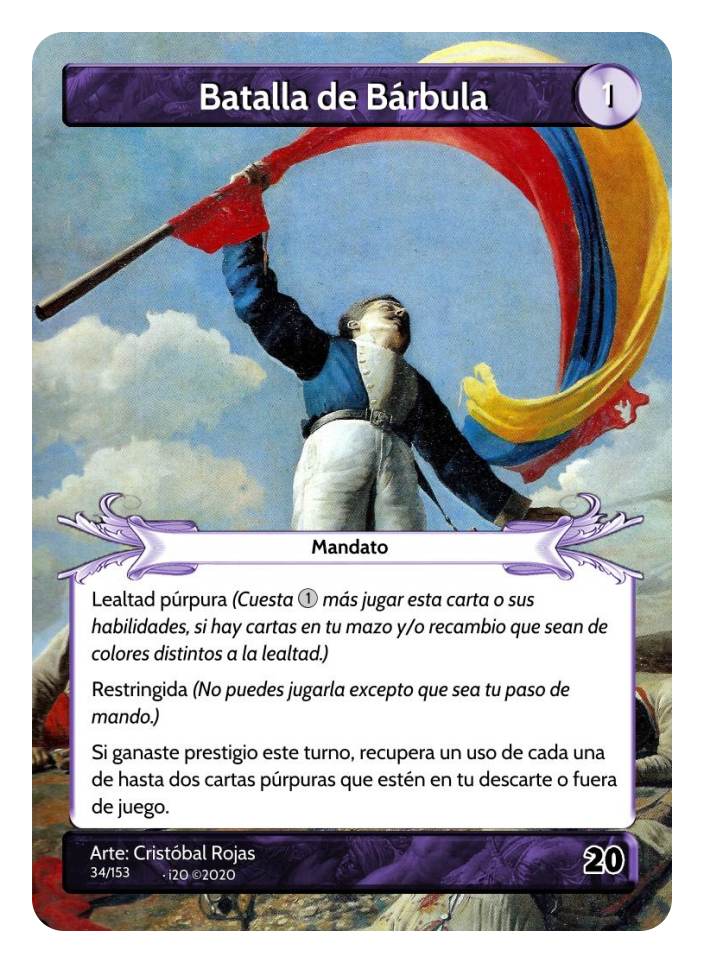 Batalla de Bárbula
1
Mandato
Lealtad púrpura (Cuesta 1 más jugar esta carta o sus
habilidades, si hay cartas en tu mazo y/o recambio que sean de
colores distintos a la lealtad.)
Restringida (No puedes jugarla excepto que sea tu paso de
mando.)
Si ganaste prestigio este turno, recupera un uso de cada una
de hasta dos cartas púrpuras que estén en tu descarte o fuera
de juego.
Arte: Cristóbal Rojas
34/153 · i20 ©2020
20